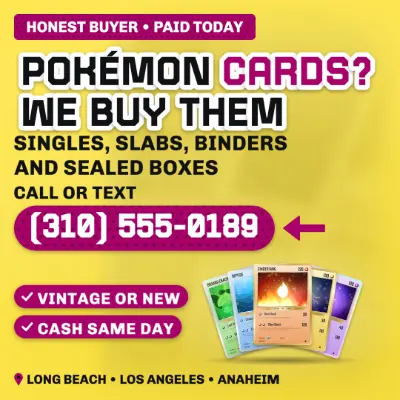 HONEST BUYER • PAID TODAY
POKÉMON CARDS?
WE BUY THEM
SINGLES, SLABS, BINDERS
AND SEALED BOXES
CALL OR TEXT
(310) 555-0189
VINTAGE OR NEW
CASH SAME DAY
LONG BEACH • LOS ANGELES • ANAHEIM